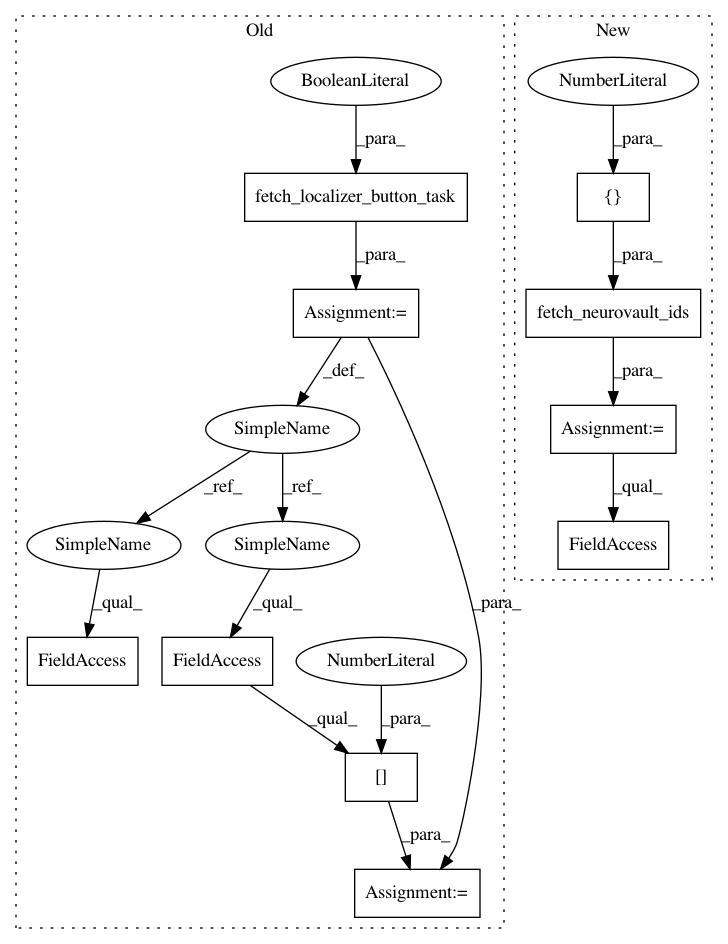 Old
New
BooleanLiteral
NumberLiteral
_para_
_para_
fetch_localizer_button_task
{}
_para_
_para_
Assignment:=
fetch_neurovault_ids
_def_
_para_
SimpleName
Assignment:=
_ref_
_ref_
_qual_
SimpleName
SimpleName
FieldAccess
_qual_
_qual_
_para_
FieldAccess
FieldAccess
NumberLiteral
_qual_
_para_
[]
_para_
Assignment:=